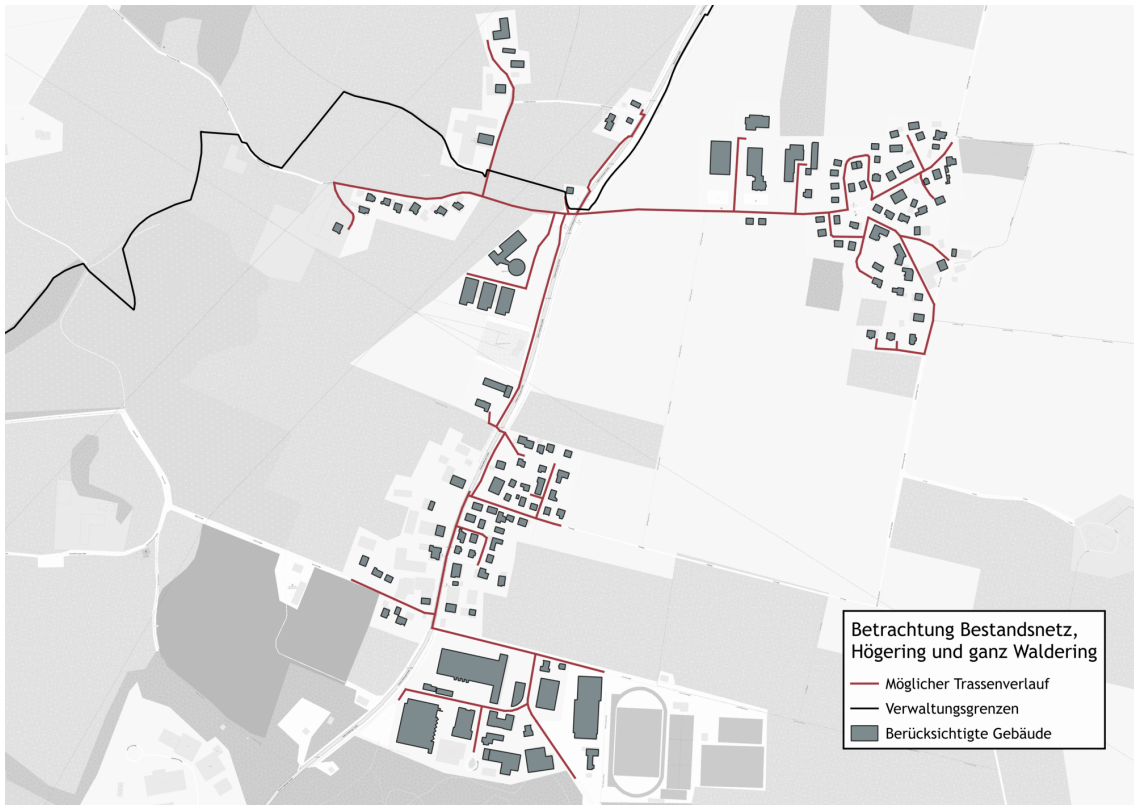 Betrachtung Bestandsnetz,
Högering und ganz Waldering
Möglicher Trassenverlauf
Verwaltungsgrenzen
Berücksichtigte Gebäude